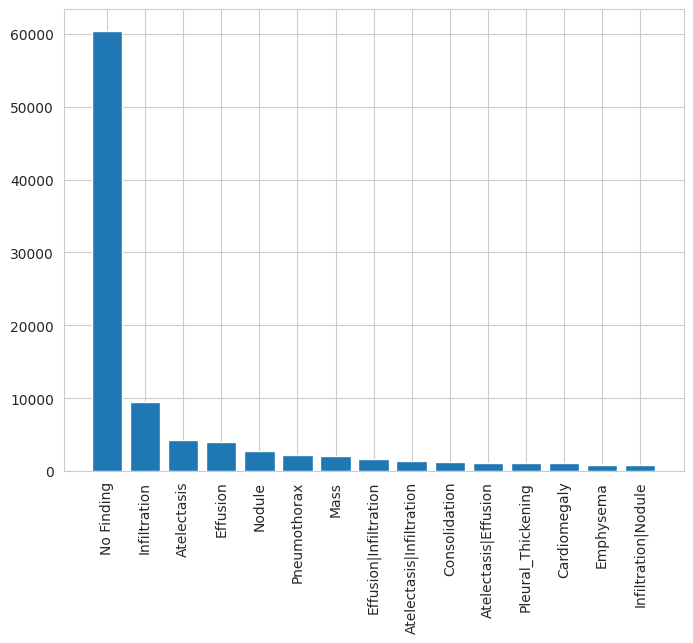 60000
50000
40000
30000
20000
10000
0
No Finding
Infiltration
Atelectasis
Effusion
Nodule
Pneumothorax
Mass
Effusion|Infiltration
Atelectasis|Infiltration
Consolidation
Atelectasis|Effusion
Pleural_Thickening
Cardiomegaly
Emphysema
Infiltration|Nodule